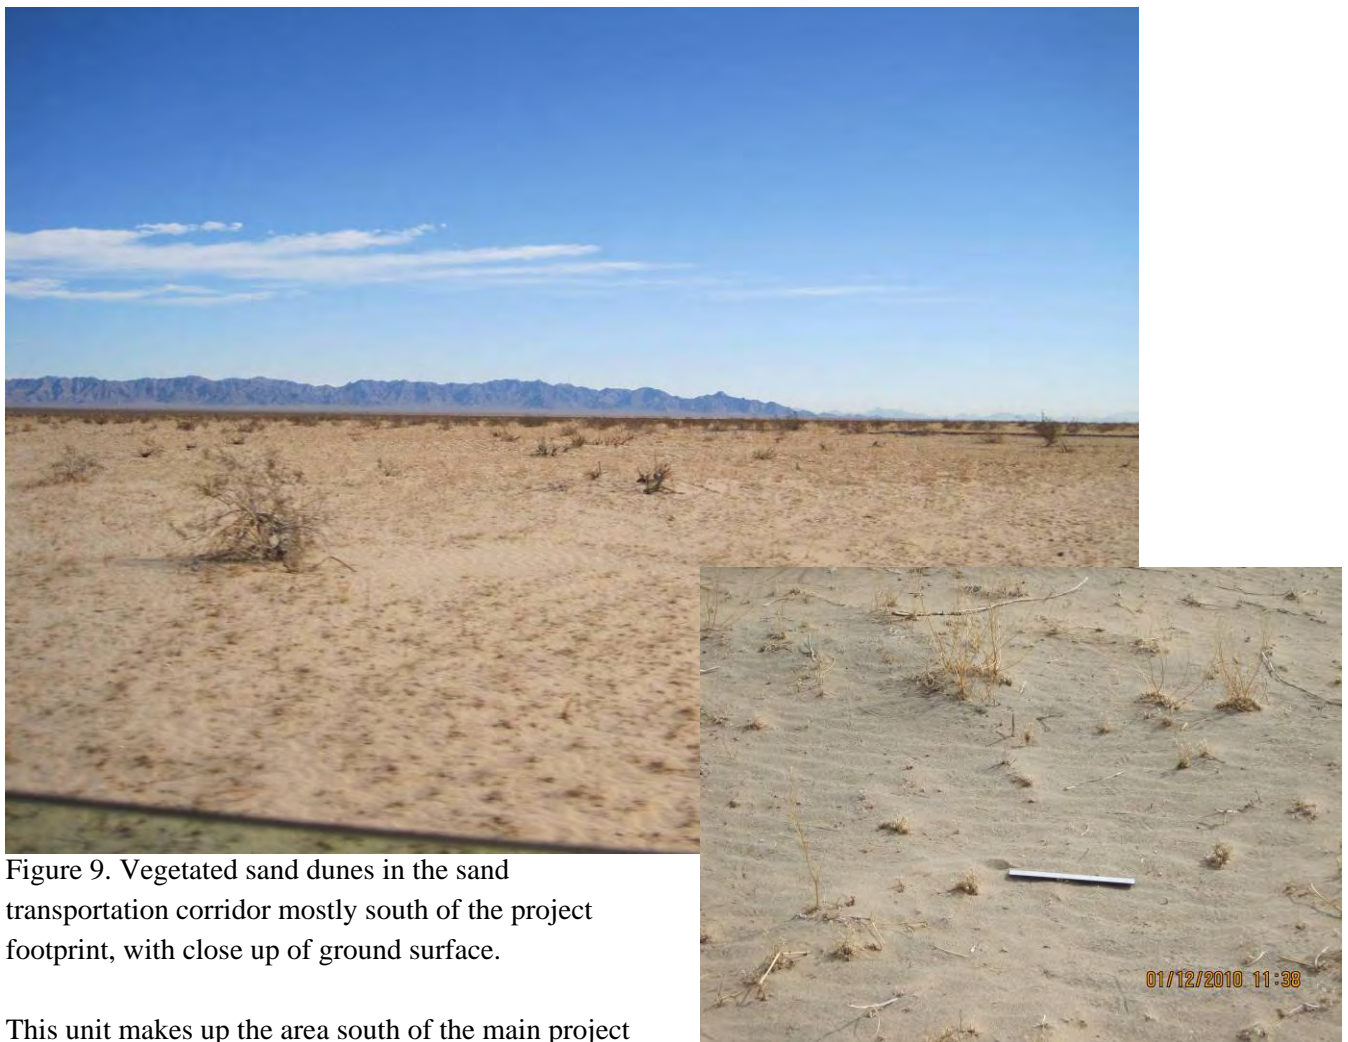 Figure 9. Vegetated sand dunes in the sand
transportation corridor mostly south of the project
footprint, with close up of ground surface.
01/12/2010 11:38
This unit makes up the area south of the main project